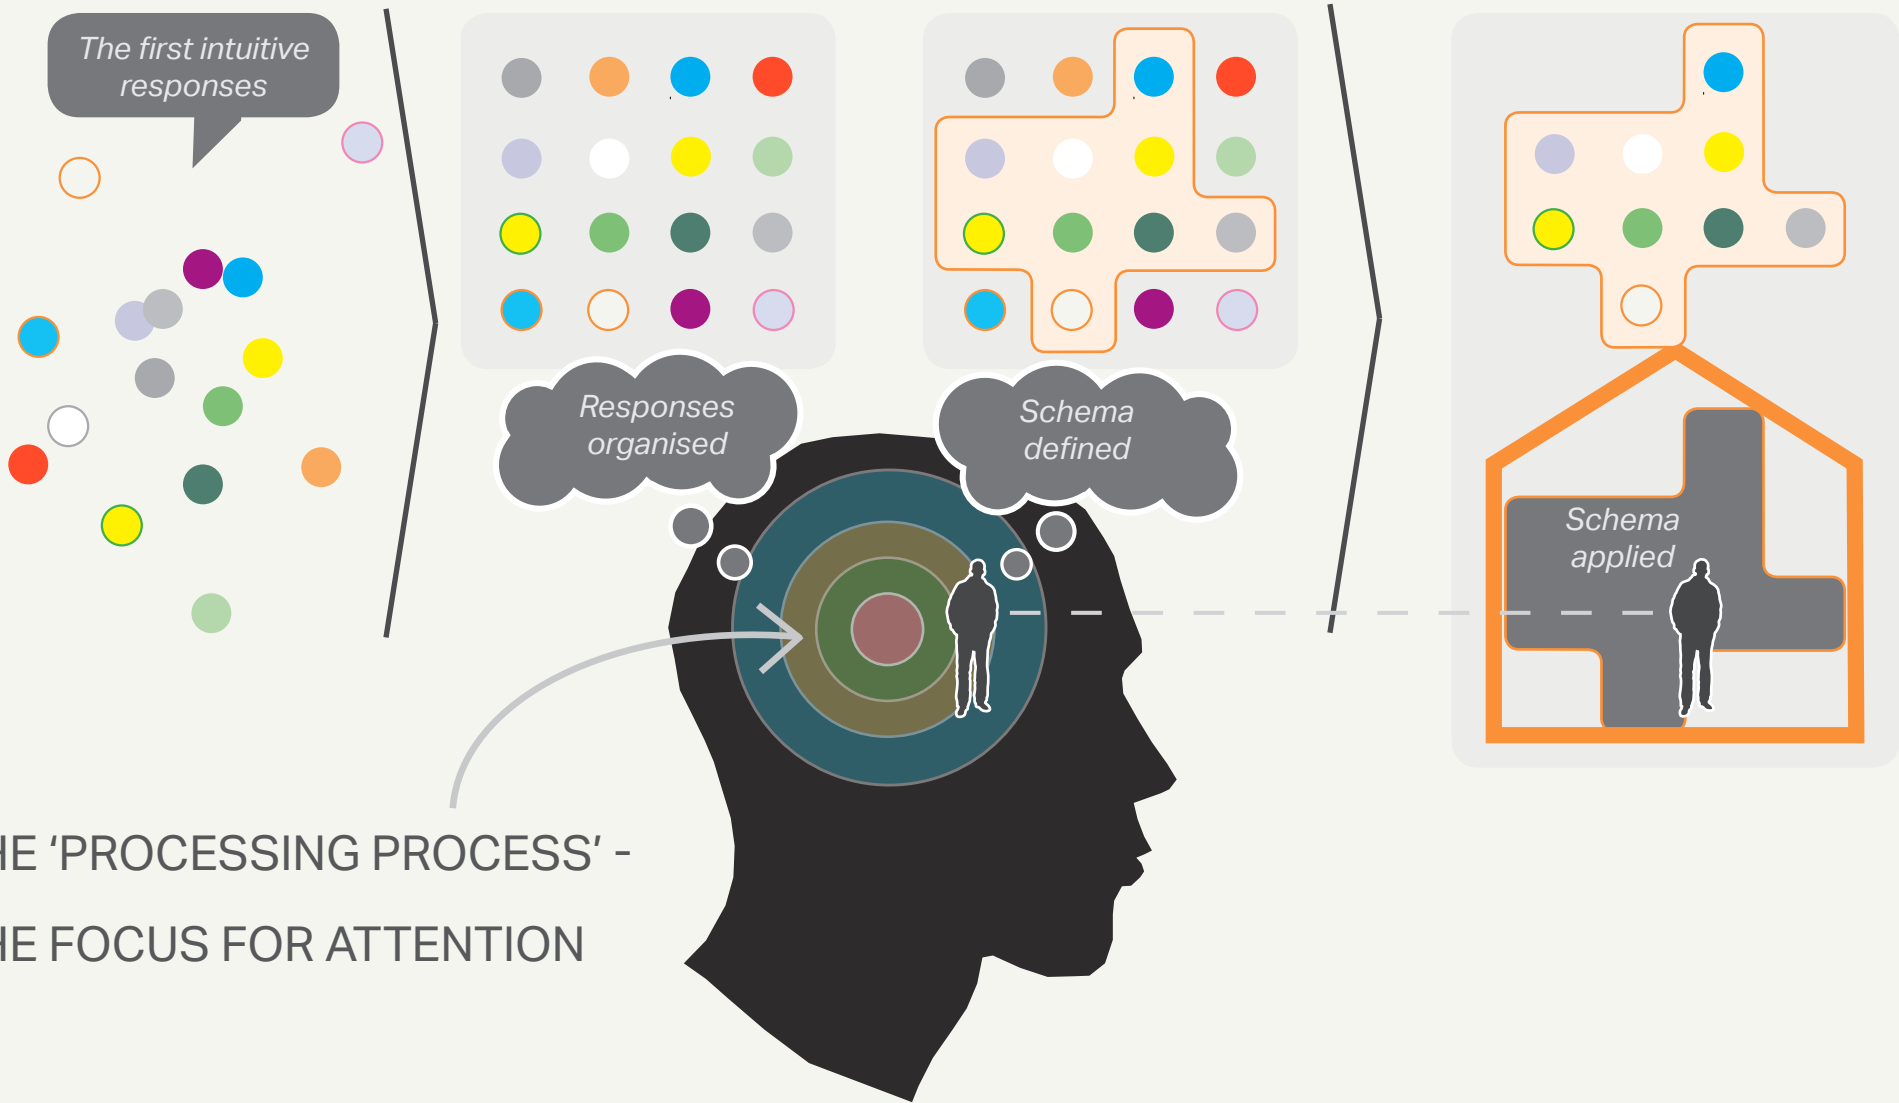 The first intuitive
responses
Responses
organised
Schema
defined
Schema
applied
HE ‘PROCESSING PROCESS’ -
HE FOCUS FOR ATTENTION